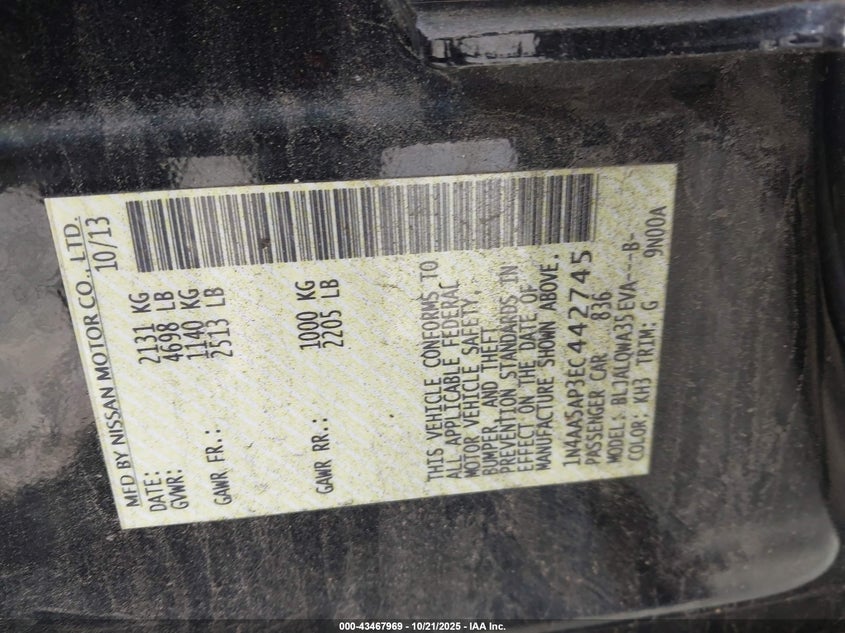 MFD BY NISSAN MOTOR CO., LTD.
DATE: 10/13
GVWR: 2131 KG
4698 LB
GAWR FR.: 1140 KG
2513 LB
GAWR RR.: 1000 KG
2205 LB
THIS VEHICLE CONFORMS TO
ALL APPLICABLE FEDERAL
MOTOR VEHICLE SAFETY,
BUMPER, AND THEFT
PREVENTION STANDARDS IN
EFFECT ON THE DATE OF
MANUFACTURE SHOWN ABOVE.
1N4AA5AP3EC442745
PASSENGER CAR 836
MODEL: BLJALQWA35EVA---B-
COLOR: KH3 TRIM: G 9N00A
000-43467969 - 10/21/2025 - IAA Inc.